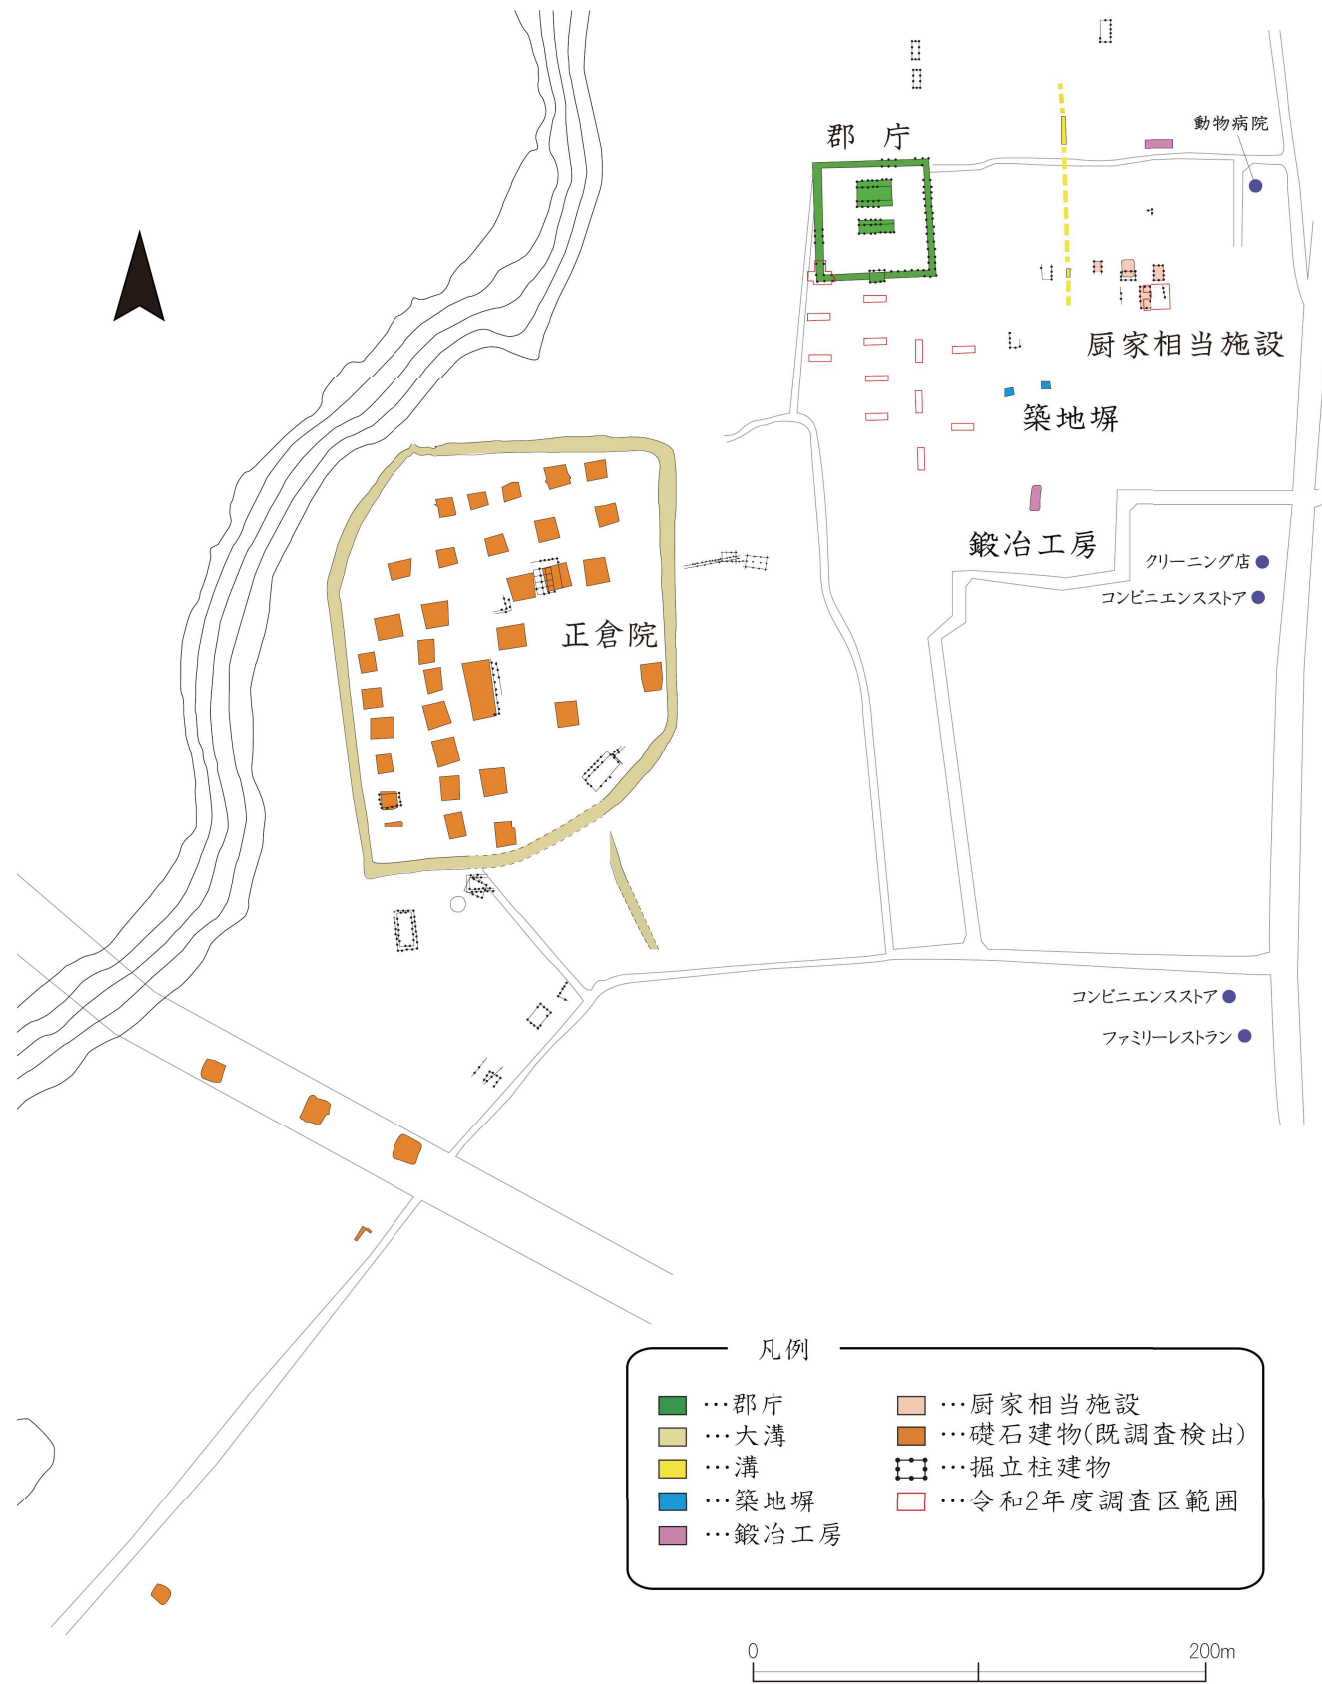 郡庁
動物病院
厨家相当施設
築地塀
鍛冶工房
クリーニング店
コンビニエンスストア
正倉院
コンビニエンスストア
ファミリーレストラン
凡例
…郡庁
…大溝
…溝
…築地塀
…鍛冶工房
…厨家相当施設
…礎石建物(既調査検出)
…掘立柱建物
…令和2年度調査区範囲
0 200m